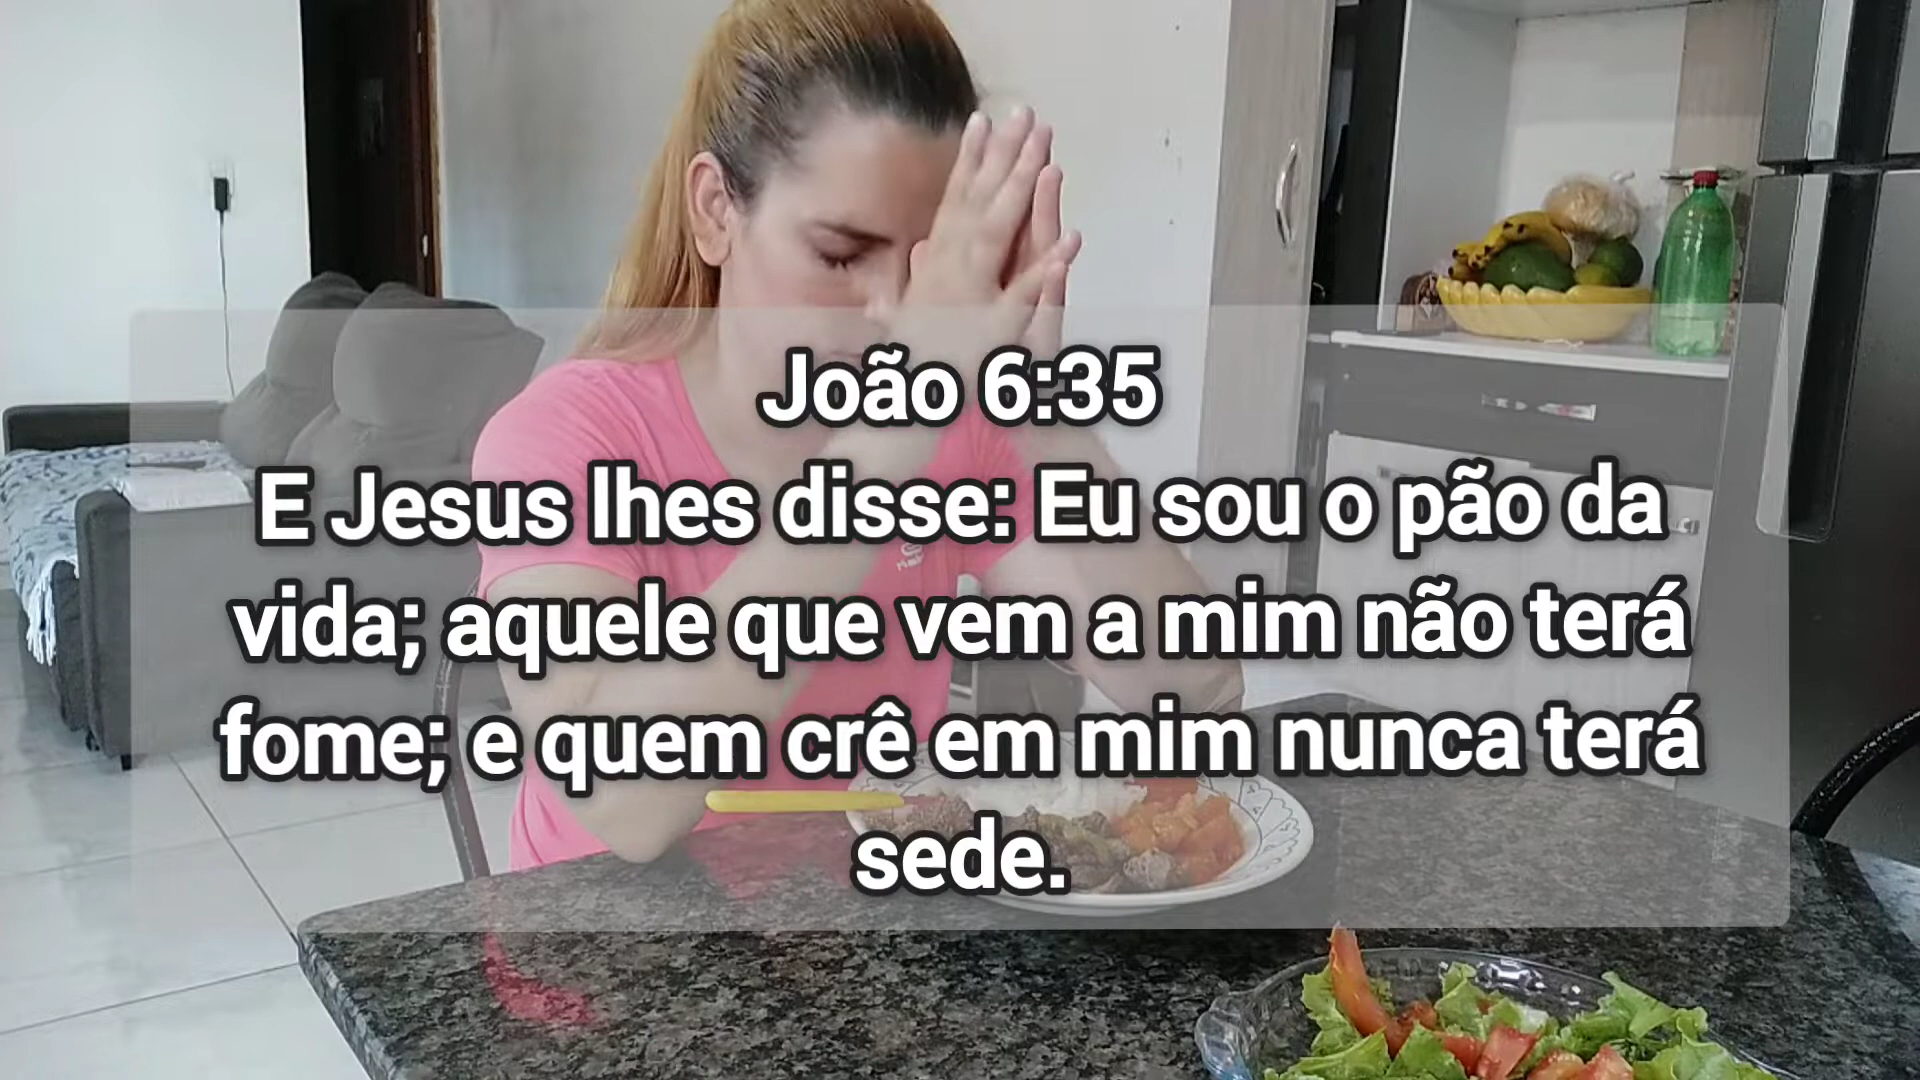 João 6:35
E Jesus lhes disse: Eu sou o pão da
vida; aquele que vem a mim não terá
fome; e quem crê em mim nunca terá
sede.